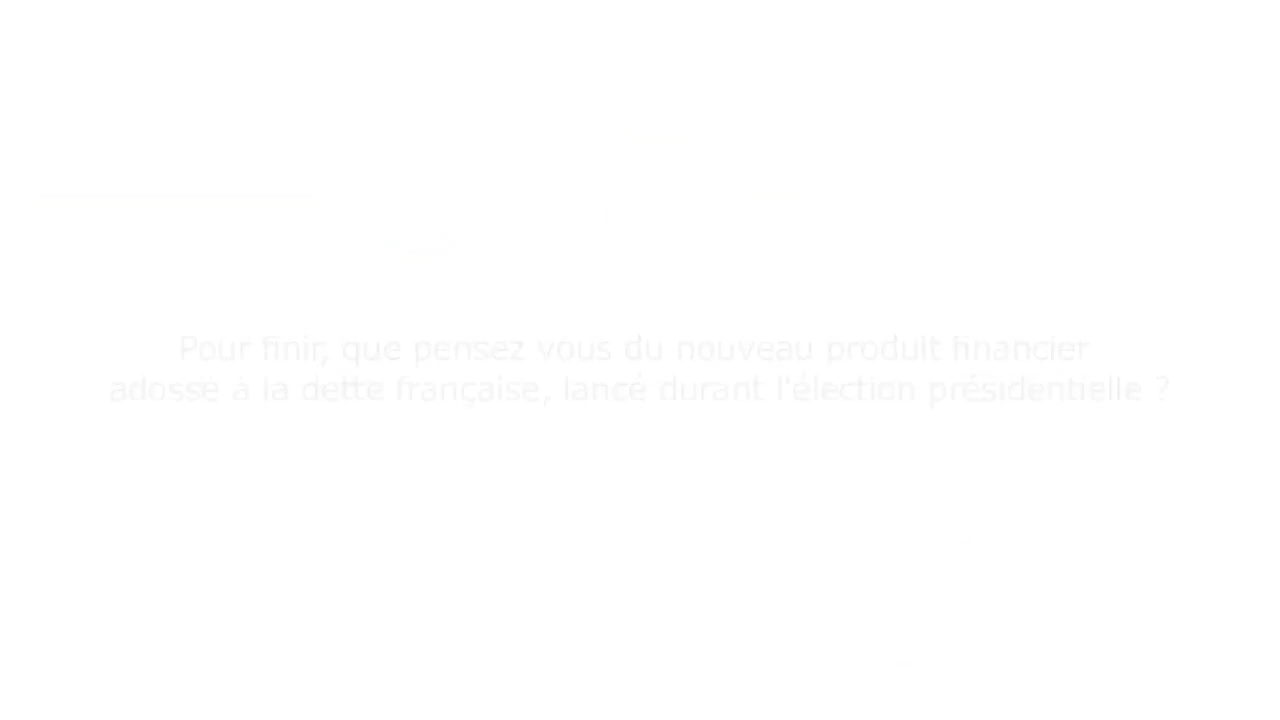 Pour finir, que pensez vous du nouveau produit financier
adossé à la dette française, lancé durant l'élection présidentielle ?